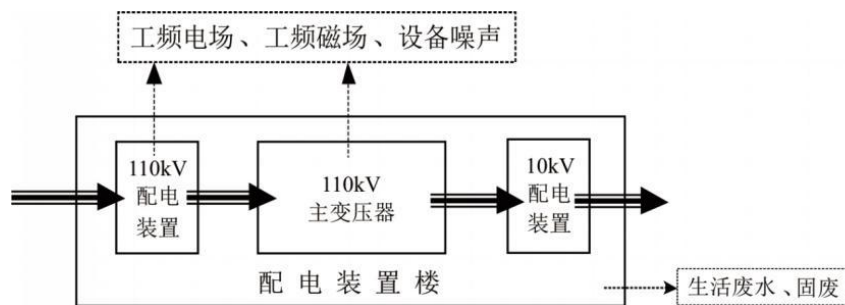 工频电场、工频磁场、设备噪声
110kV
配电
装置
110kV
主变压器
10kV
配电
装置
配电装置楼
生活废水、固废